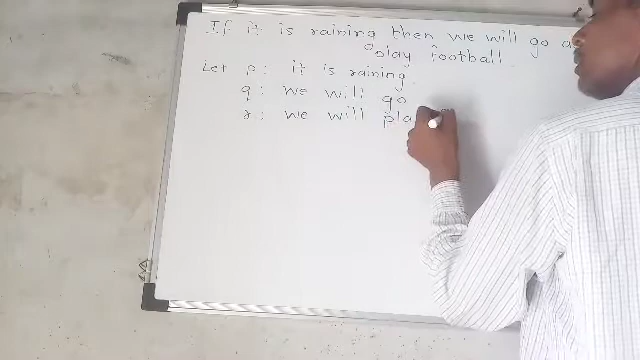 If it is raining then we will go a
play football.
Let p: it is raining.
q: we will go
r: we will pla